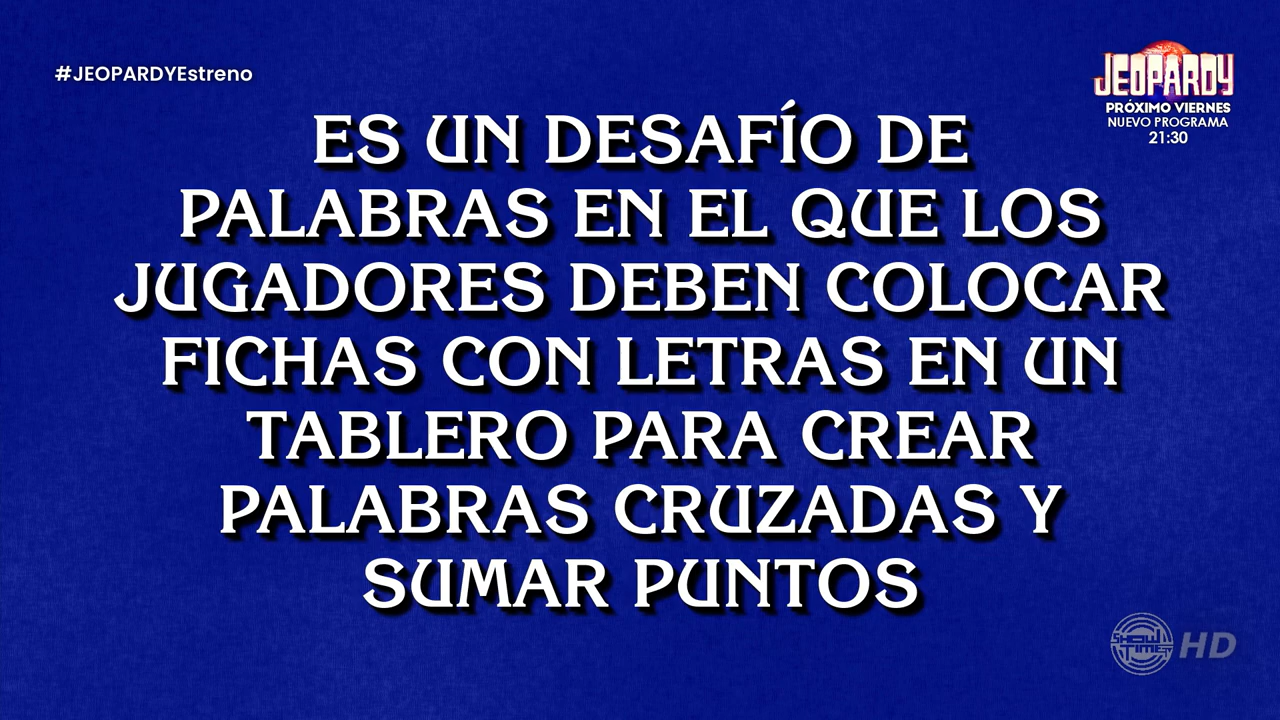 #JEOPARDYEstreno
JEOPARDY
PRÓXIMO VIERNES
NUEVO PROGRAMA
21:30
ES UN DESAFÍO DE
PALABRAS EN EL QUE LOS
JUGADORES DEBEN COLOCAR
FICHAS CON LETRAS EN UN
TABLERO PARA CREAR
PALABRAS CRUZADAS Y
SUMAR PUNTOS
SHOWTIME HD